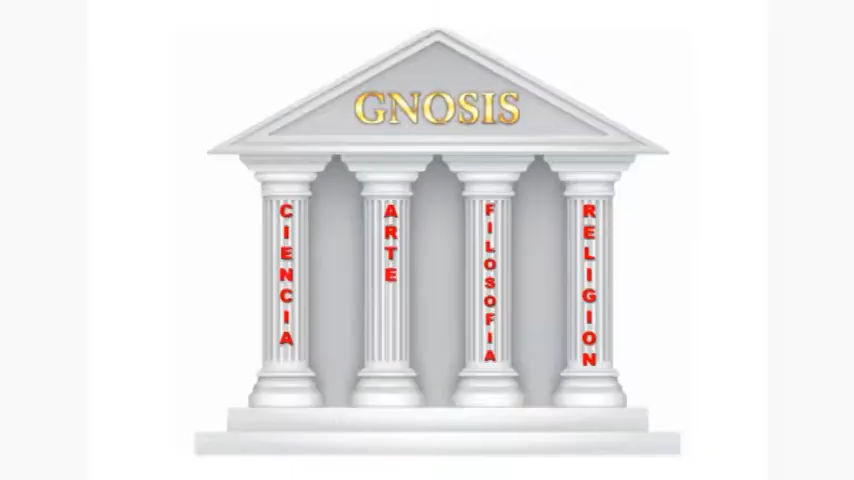 GNOSIS
CIENCIA
ARTE
FILOSOFIA
RELIGION